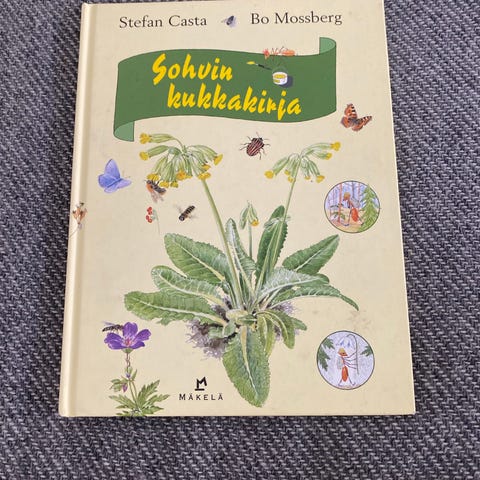 Stefan Casta Bo Mossberg
Sohvin
kukkakirja
MÄKELÄ